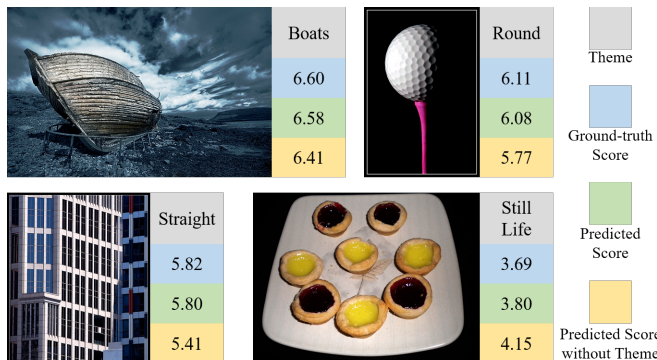 Boats
6.60
6.58
6.41
Round
6.11
6.08
5.77
Theme
Ground-truth
Score
Predicted
Score
Predicted Score
without Theme
Straight
5.82
5.80
5.41
Still
Life
3.69
3.80
4.15